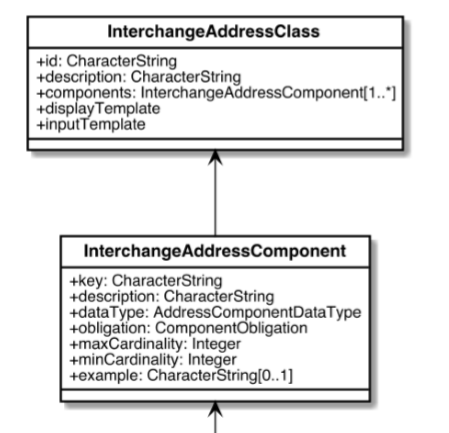 InterchangeAddressClass
+id: CharacterString
+description: CharacterString
+components: InterchangeAddressComponent[1..*]
+displayTemplate
+inputTemplate
InterchangeAddressComponent
+key: CharacterString
+description: CharacterString
+dataType: AddressComponentDataType
+obligation: ComponentObligation
+maxCardinality: Integer
+minCardinality: Integer
+example: CharacterString[0..1]